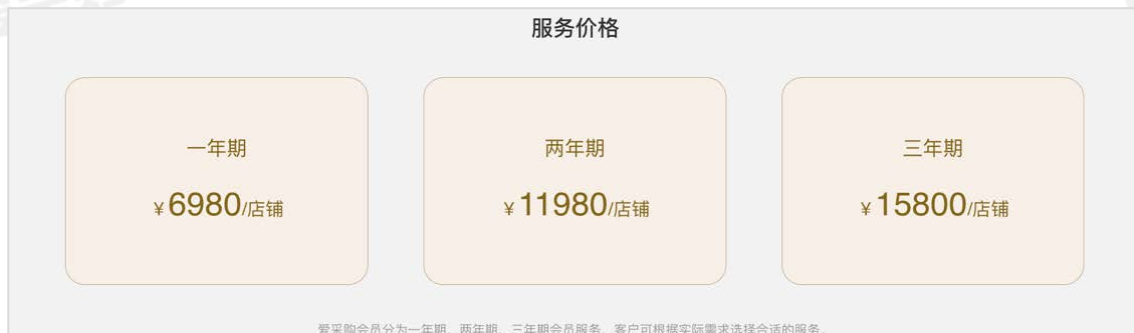 服务价格
一年期
两年期
三年期
¥6980/店铺
¥11980/店铺
¥15800/店铺
爱采购会员分为一年期、两年期、三年期会员服务，客户可根据实际需求选择合适的服务。